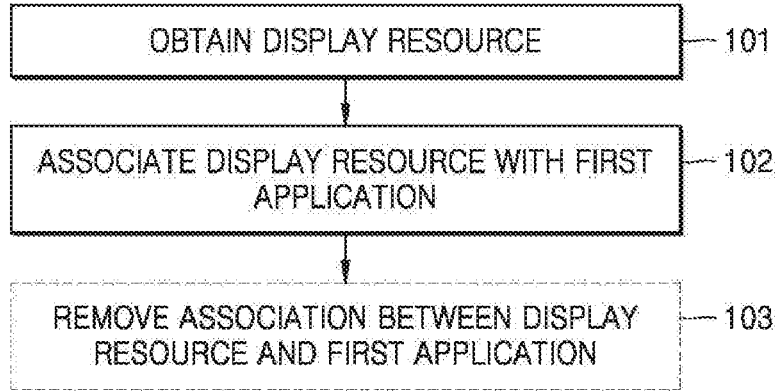 OBTAIN DISPLAY RESOURCE 101
ASSOCIATE DISPLAY RESOURCE WITH FIRST 102
APPLICATION
REMOVE ASSOCIATION BETWEEN DISPLAY 103
RESOURCE AND FIRST APPLICATION